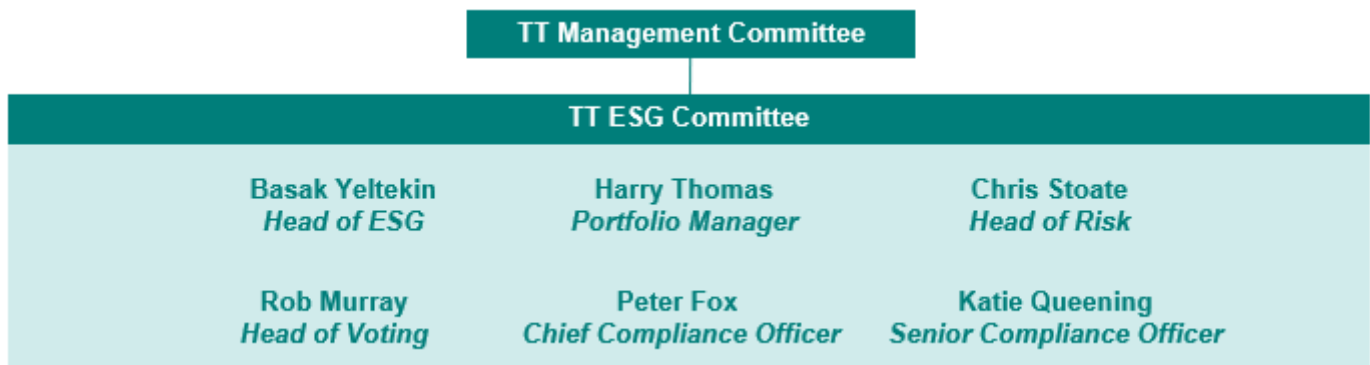 TT Management Committee
TT ESG Committee
Basak Yeltekin
Head of ESG
Harry Thomas
Portfolio Manager
Chris Stoate
Head of Risk
Rob Murray
Head of Voting
Peter Fox
Chief Compliance Officer
Katie Queening
Senior Compliance Officer